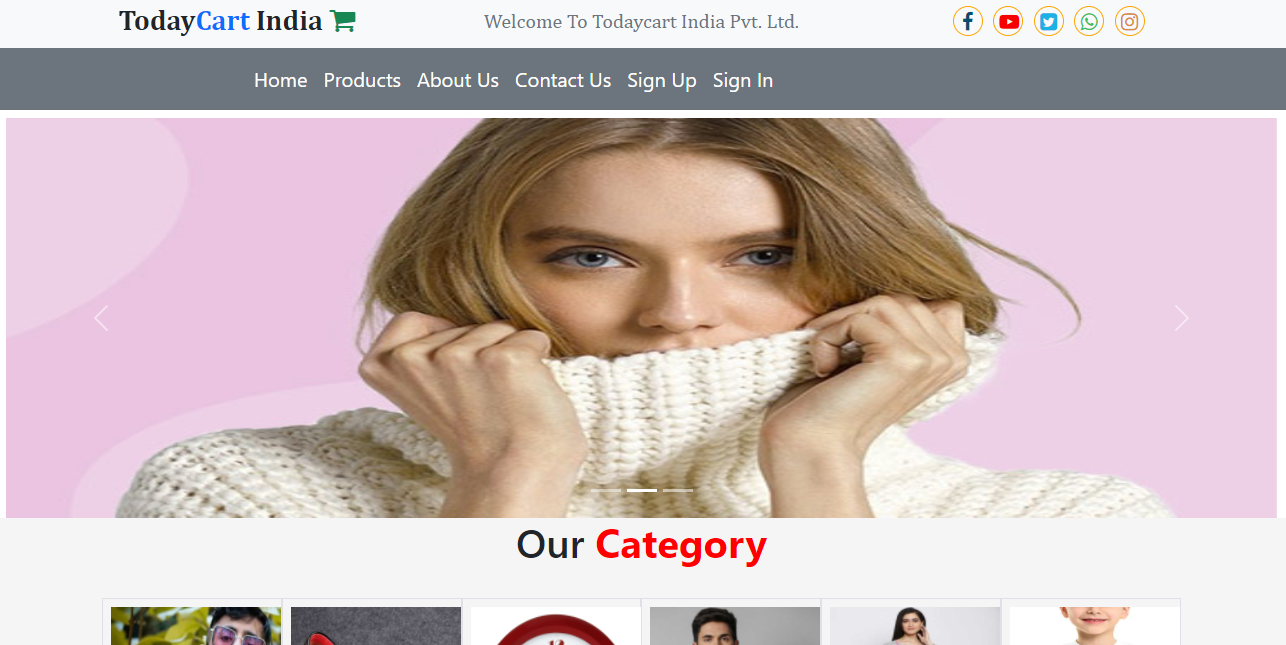 TodayCart India
Welcome To Todaycart India Pvt. Ltd.
Home Products About Us Contact Us Sign Up Sign In
Our Category